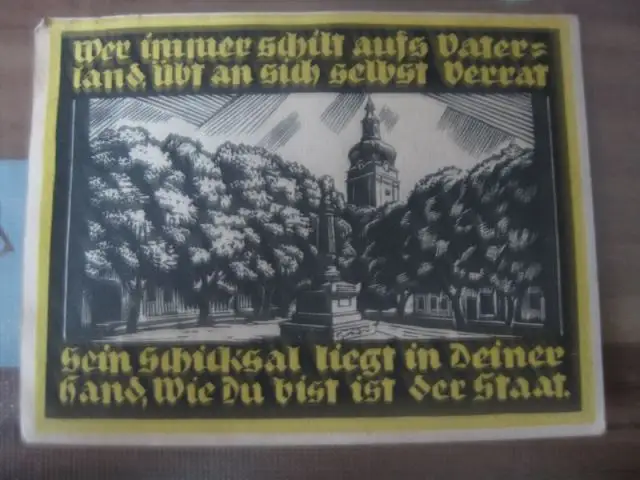 Wer immer schilt aufs Vater=
land, übt an sich selbst Verrat
Sein Schicksal liegt in Deiner
Hand, Wie Du bist ist der Staat.